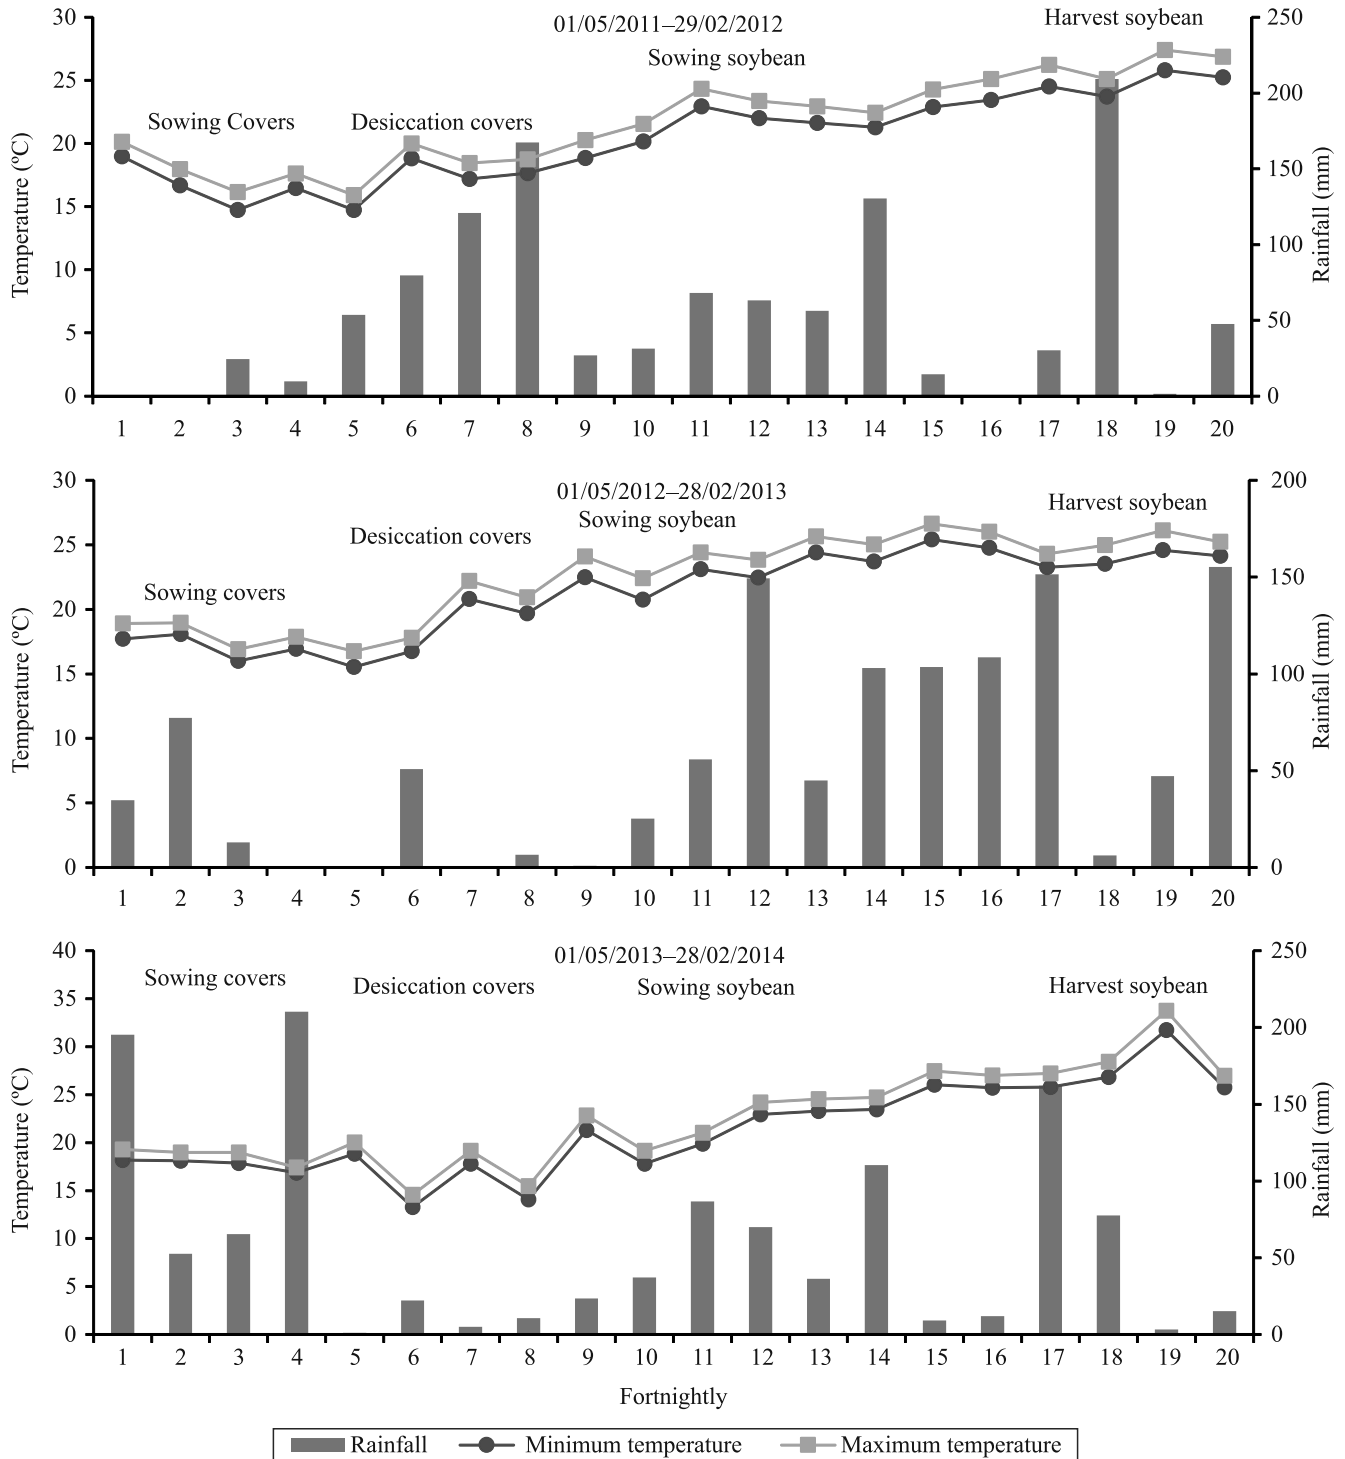 01/05/2011–29/02/2012
Harvest soybean
Sowing soybean
Sowing Covers
Desiccation covers
Temperature (ºC)
30
25
20
15
10
5
0
Rainfall (mm)
250
200
150
100
50
0
1 2 3 4 5 6 7 8 9 10 11 12 13 14 15 16 17 18 19 20
01/05/2012–28/02/2013
Harvest soybean
Sowing soybean
Desiccation covers
Sowing covers
Temperature (ºC)
30
25
20
15
10
5
0
Rainfall (mm)
200
150
100
50
0
1 2 3 4 5 6 7 8 9 10 11 12 13 14 15 16 17 18 19 20
01/05/2013–28/02/2014
Sowing covers
Desiccation covers
Sowing soybean
Harvest soybean
Temperature (ºC)
40
35
30
25
20
15
10
5
0
Rainfall (mm)
250
200
150
100
50
0
1 2 3 4 5 6 7 8 9 10 11 12 13 14 15 16 17 18 19 20
Fortnightly
Rainfall Minimum temperature Maximum temperature